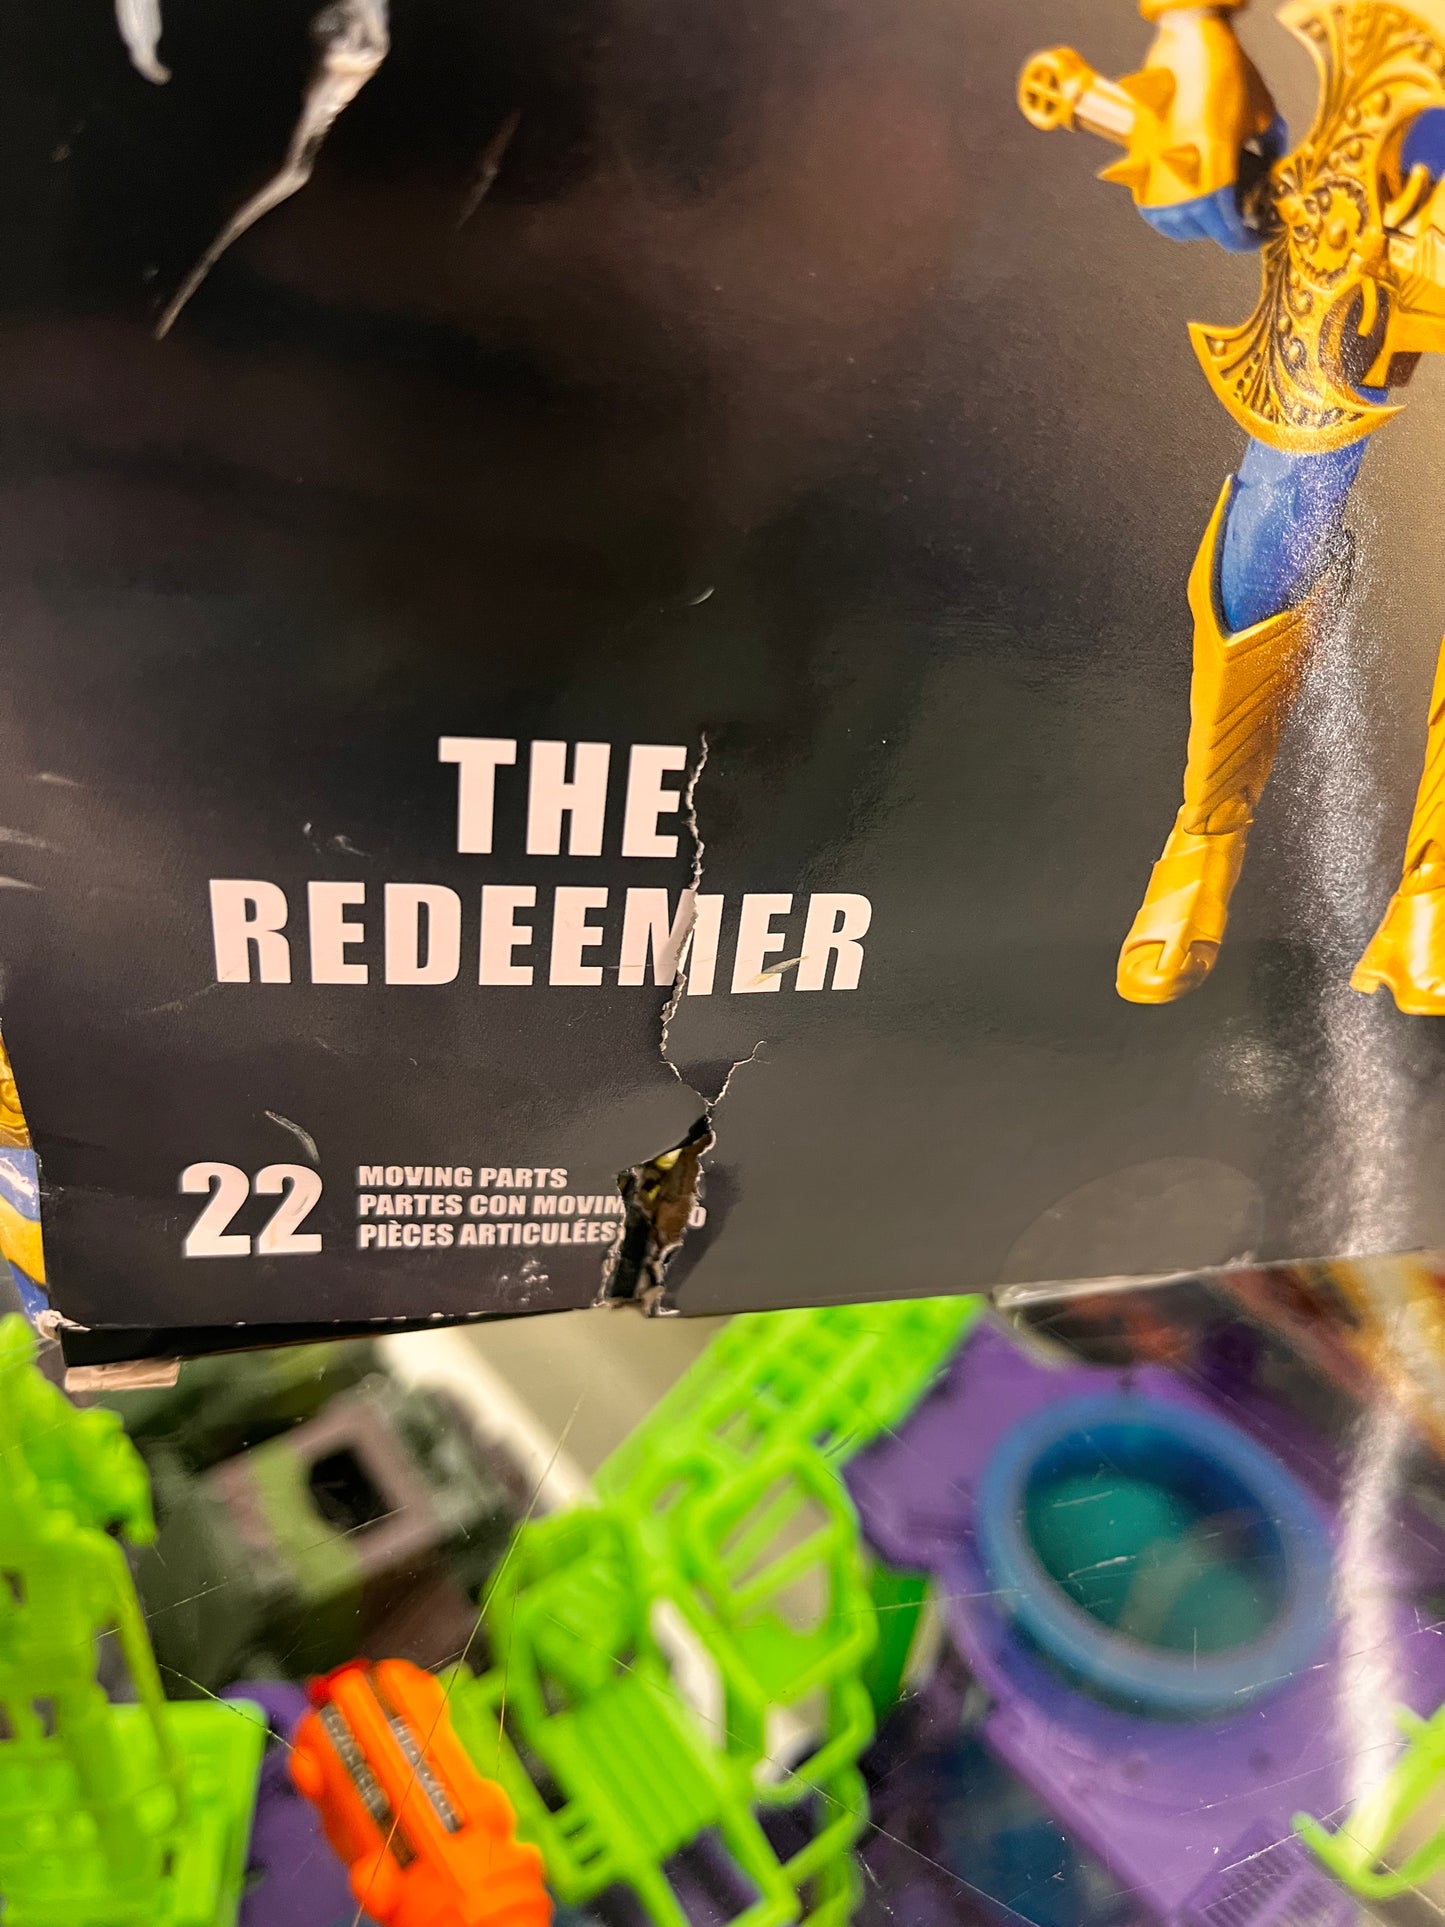 THE
REDEEMER
22
MOVING PARTS
PARTES CON MOVIM O
PIÈCES ARTICULÉES